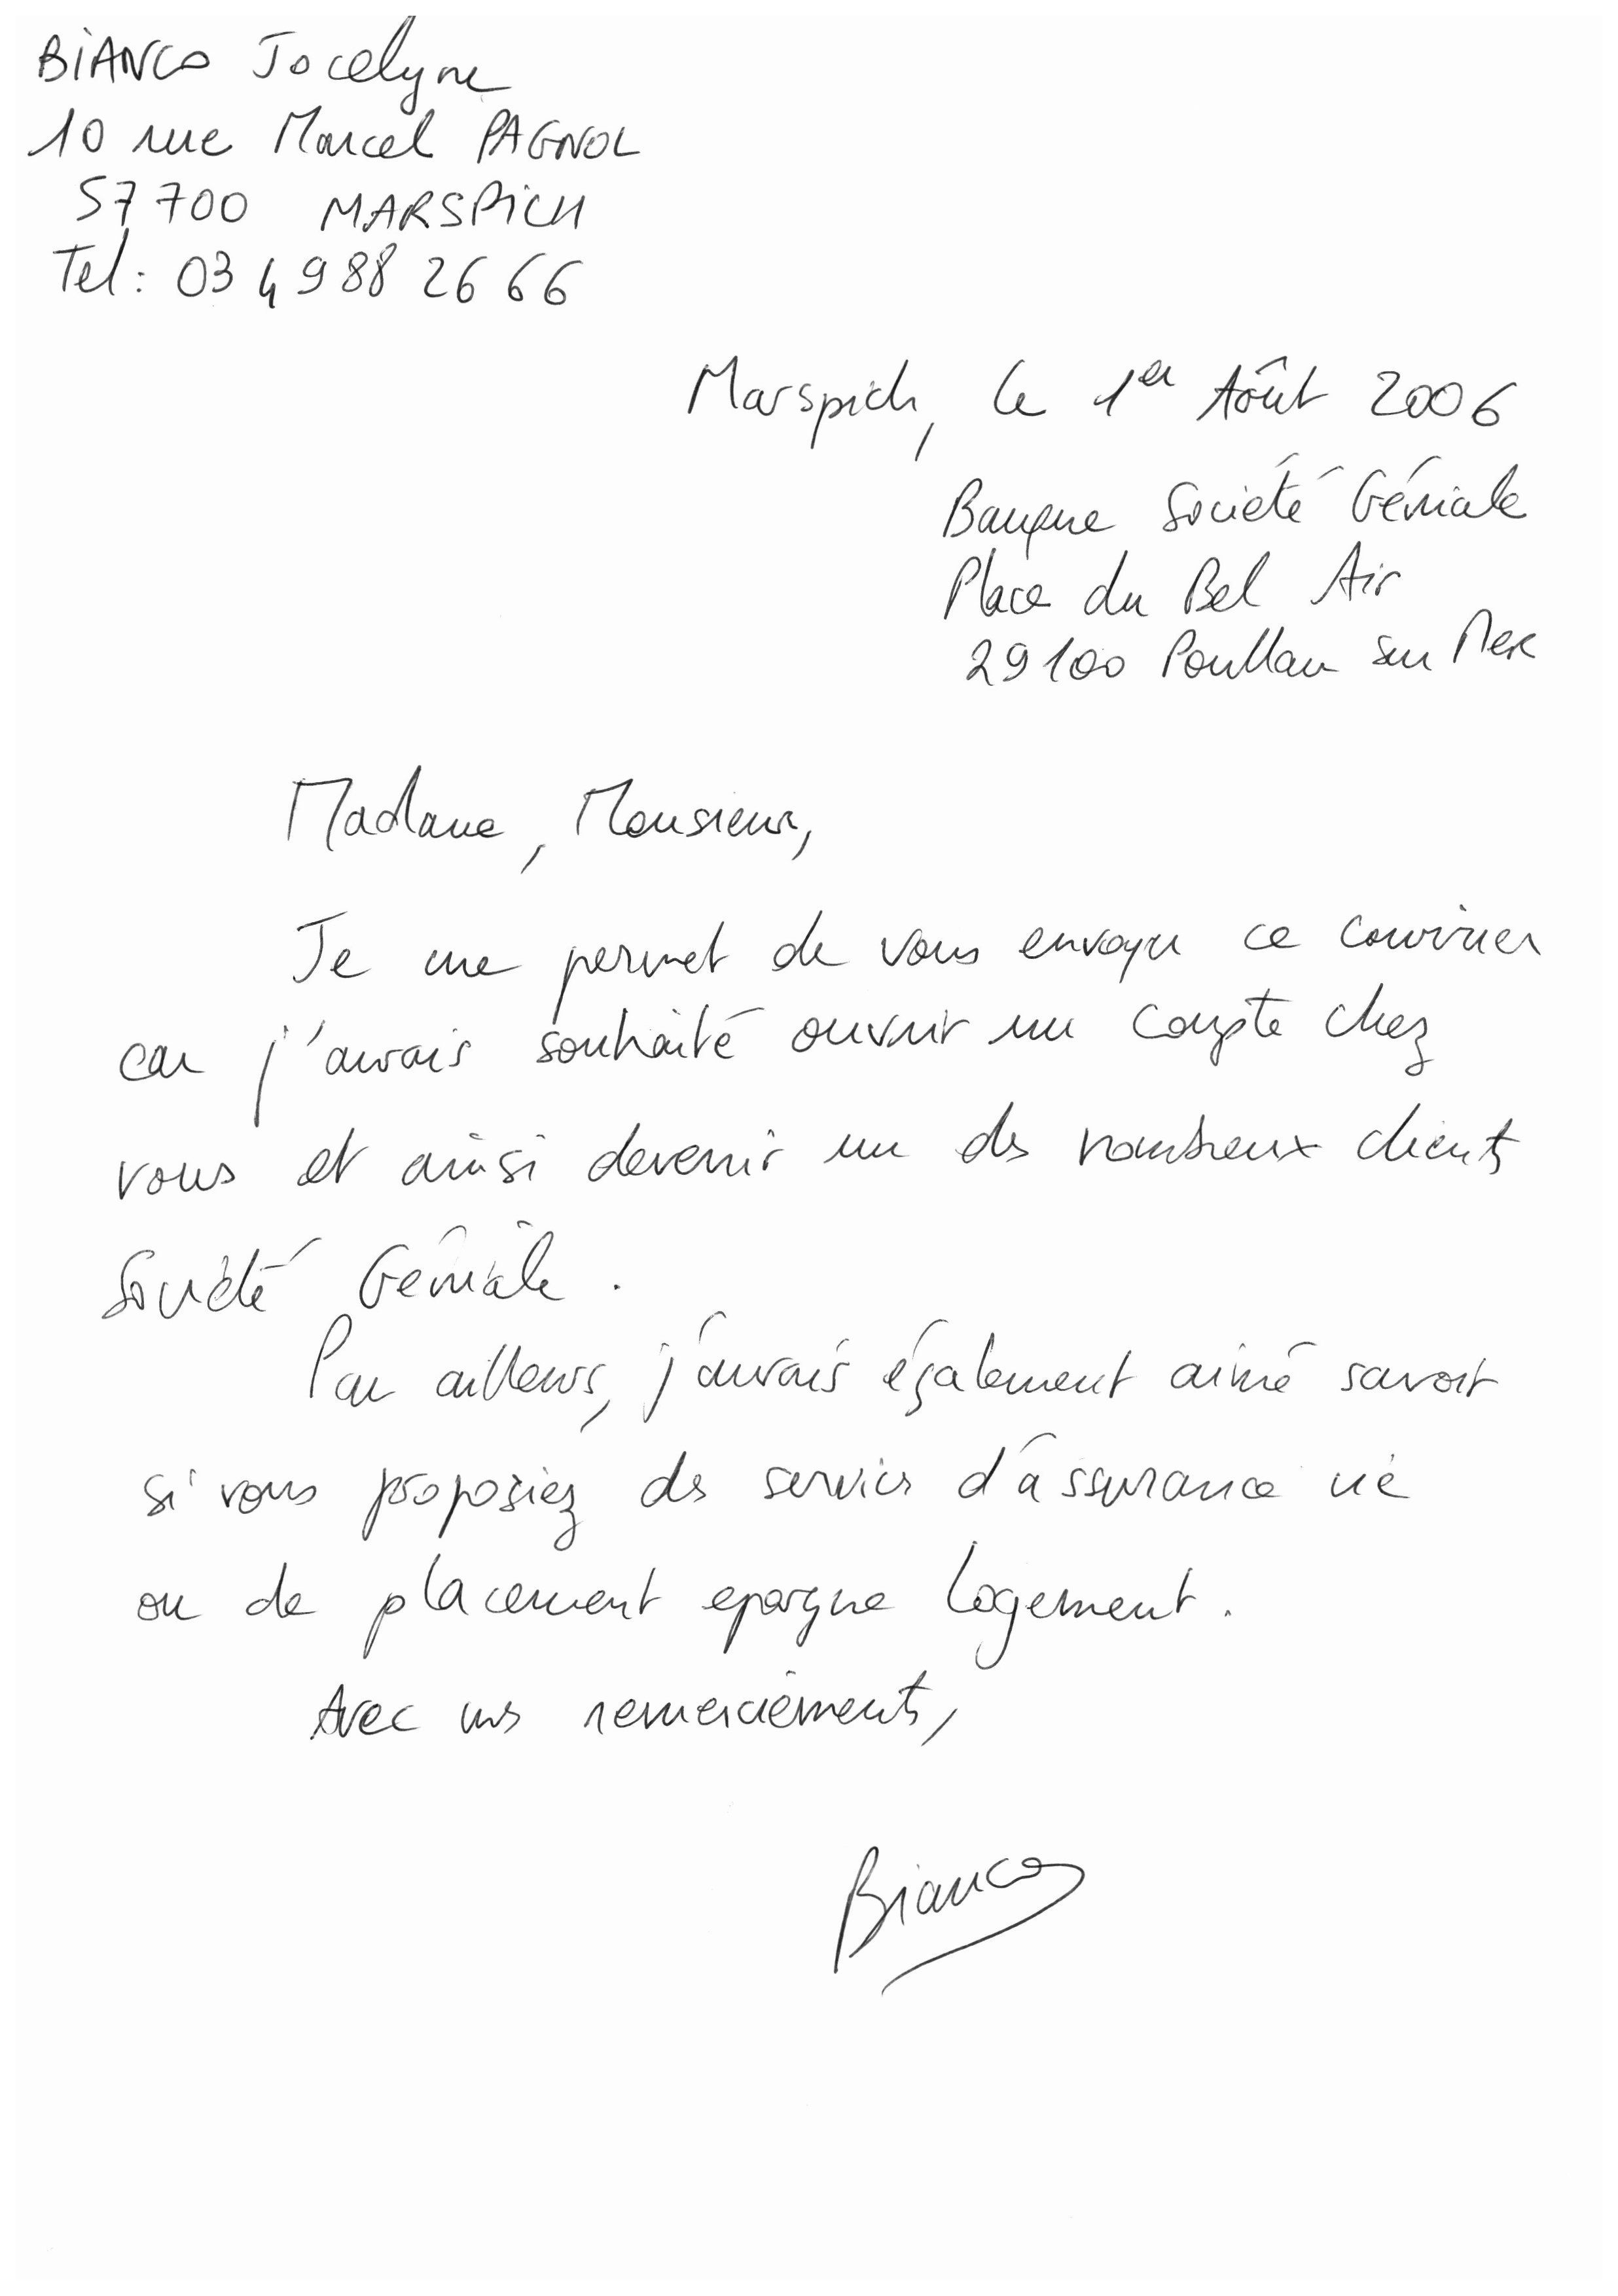 BIANCO Jocelyne
10 rue Marcel PAGNOL
57700 MARSPICH
Tel: 03 49 88 26 66
Marspich, le 1er Août 2006
Banque Société Géniale
Place du Bel Air
29100 Poullan sur Mer
Madame, Monsieur,
Je me permet de vous envoyer ce courrier
car j'aurais souhaité ouvrir un compte chez
vous et ainsi devenir un des nombreux clients
Société Géniale.
Par ailleurs, j'aurais également aimé savoir
si vous proposiez des services d'assurance vie
ou de placement epargne logement.
Avec mes remerciements,
Bianco